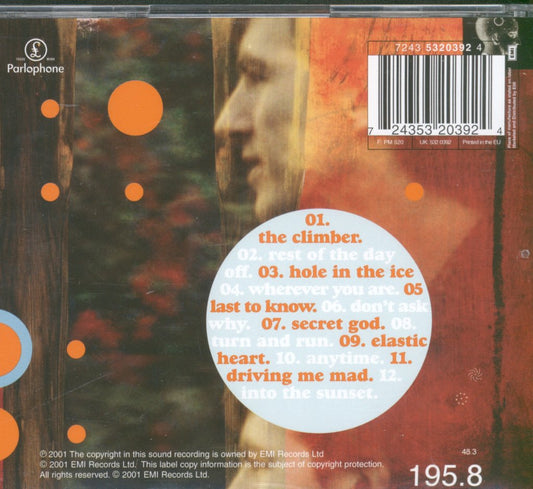 £
TRADE MARK
Parlophone
7243 5320392 4
7 24353 20392 4
F: PM 520 UK: 532 0392 Printed in the EU
01.
the climber.
02. rest of the day
off. 03. hole in the ice
04. wherever you are. 05
last to know. 06. don't ask
why. 07. secret god. 08.
turn and run. 09. elastic
heart. 10. anytime. 11.
driving me mad. 12.
into the sunset.
℗ 2001 The copyright in this sound recording is owned by EMI Records Ltd
© 2001 EMI Records Ltd. This label copy information is the subject of copyright protection.
All rights reserved. © 2001 EMI Records Ltd.
48.3
195.8